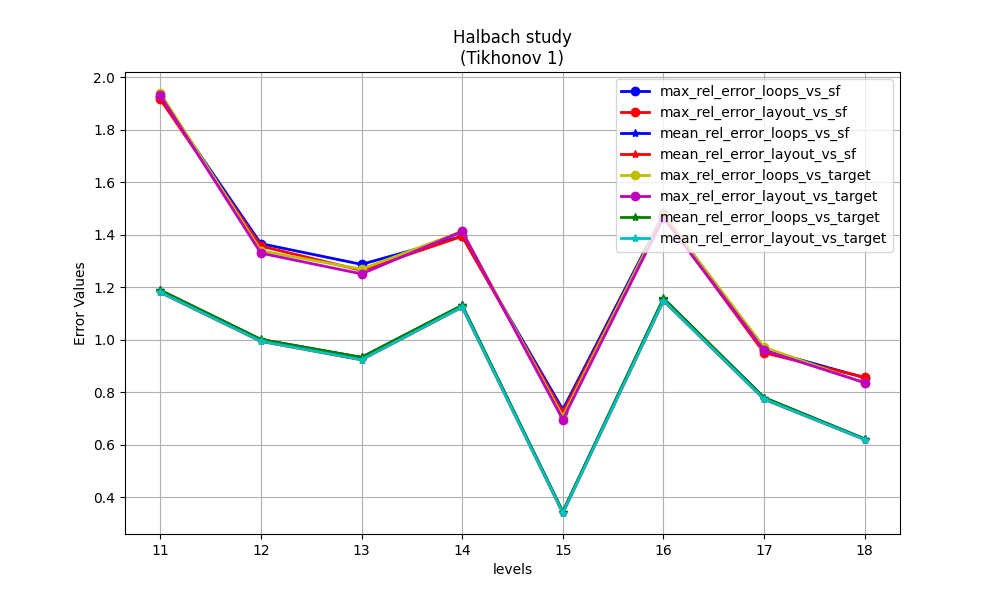 Halbach study
(Tikhonov 1)
max_rel_error_loops_vs_sf
max_rel_error_layout_vs_sf
mean_rel_error_loops_vs_sf
mean_rel_error_layout_vs_sf
max_rel_error_loops_vs_target
max_rel_error_layout_vs_target
mean_rel_error_loops_vs_target
mean_rel_error_layout_vs_target
Error Values
2.0
1.8
1.6
1.4
1.2
1.0
0.8
0.6
0.4
11 12 13 14 15 16 17 18
levels